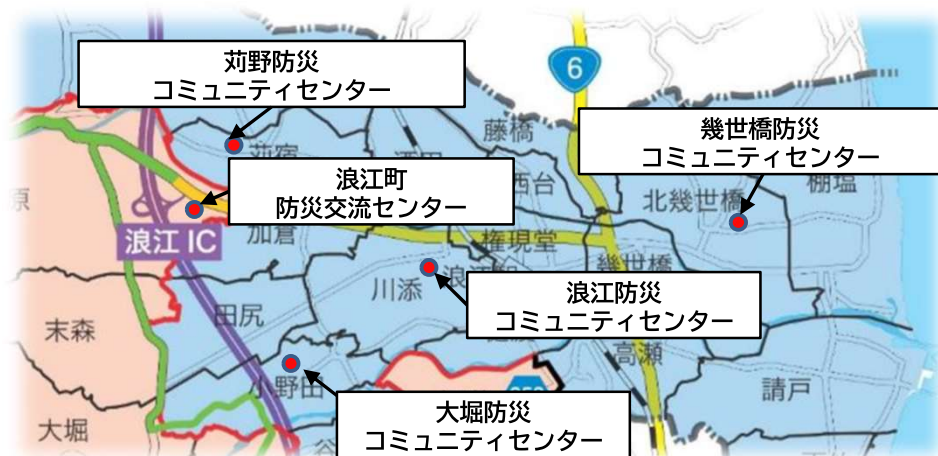 苅野防災
コミュニティセンター
6
藤橋
幾世橋防災
コミュニティセンター
苅宿
浪江町
防災交流センター
西台
棚塩
北幾世橋
原
浪江 IC
加倉
権現堂
幾世橋
川添
浪江防災
コミュニティセンター
田尻
末森
高瀬
小野田
請戸
大堀防災
コミュニティセンター
大堀
谷